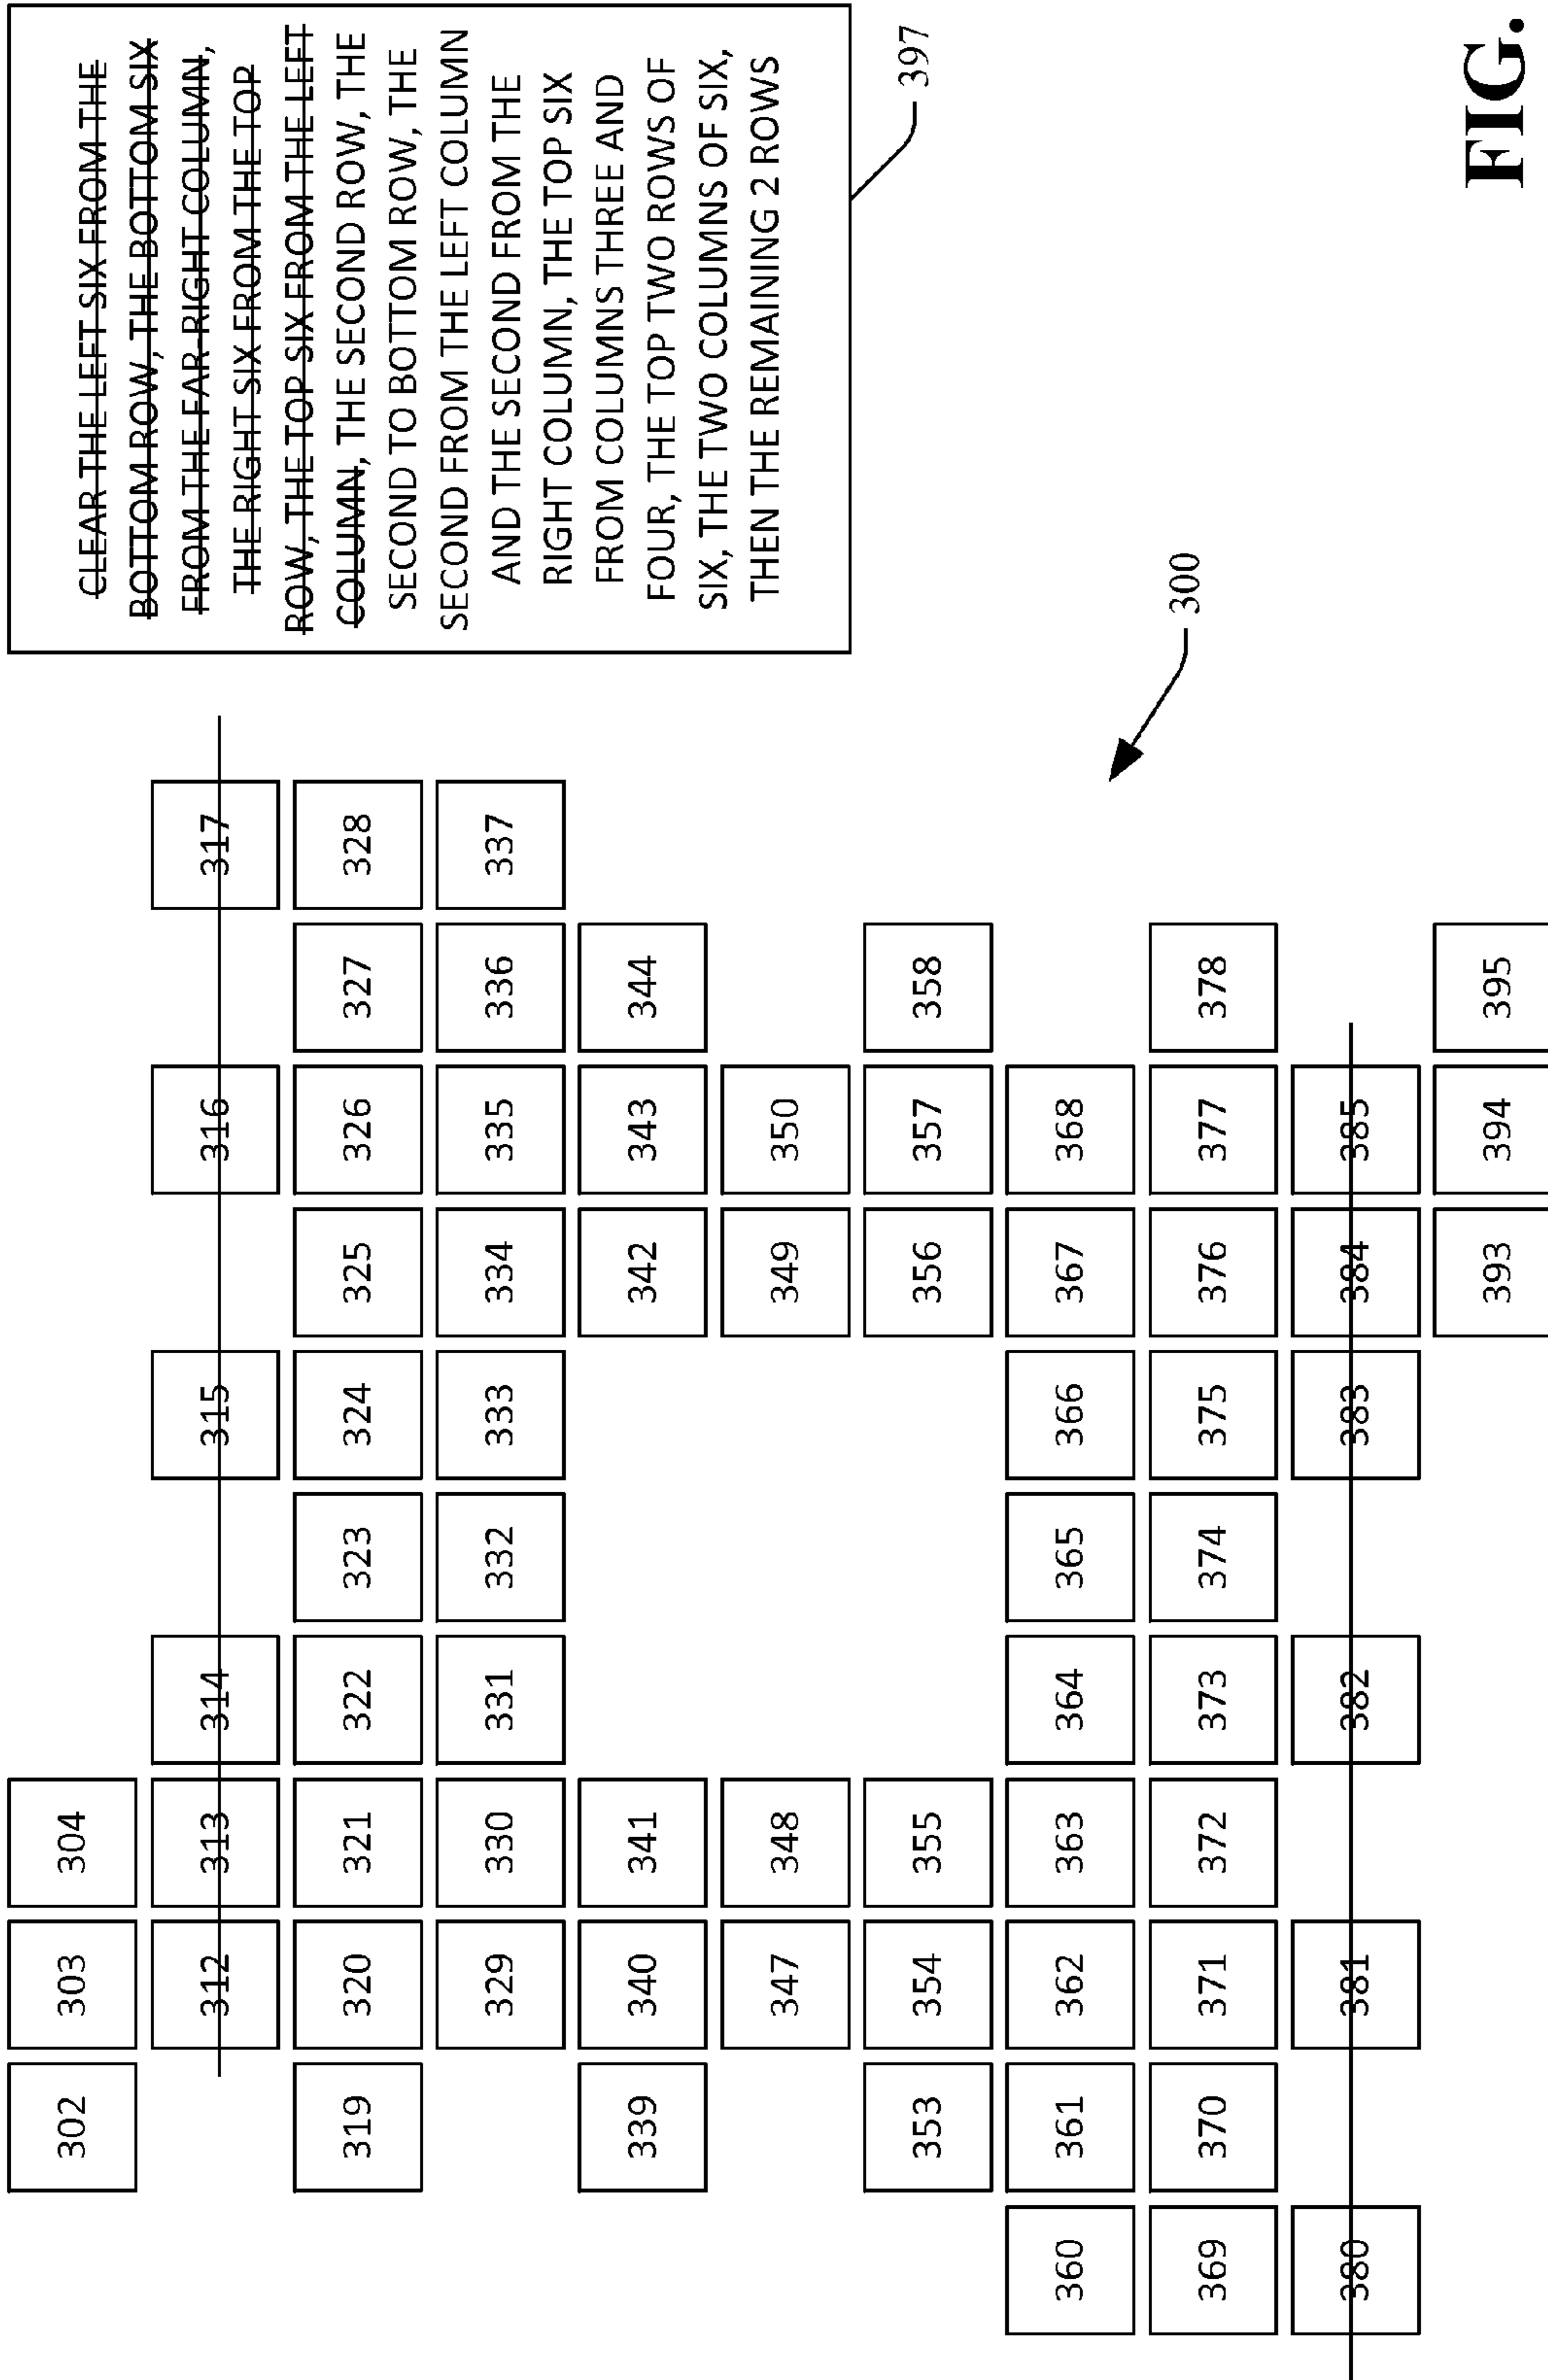 CLEAR THE LEFT SIX FROM THE
BOTTOM ROW, THE BOTTOM SIX
FROM THE FAR-RIGHT COLUMN,
THE RIGHT SIX FROM THE TOP
ROW, THE TOP SIX FROM THE LEFT
COLUMN, THE SECOND ROW, THE
SECOND TO BOTTOM ROW, THE
SECOND FROM THE LEFT COLUMN
AND THE SECOND FROM THE
RIGHT COLUMN, THE TOP SIX
FROM COLUMNS THREE AND
FOUR, THE TOP TWO ROWS OF
SIX, THE TWO COLUMNS OF SIX,
THEN THE REMAINING 2 ROWS
397
302 303 304
312 313 314 315 316 317
319 320 321 322 323 324 325 326 327 328
329 330 331 332 333 334 335 336 337
339 340 341 342 343 344
347 348 349 350
353 354 355 356 357 358
360 361 362 363 364 365 366 367 368
369 370 371 372 373 374 375 376 377 378
380 381 382 383 384 385
393 394 395
300
FIG.